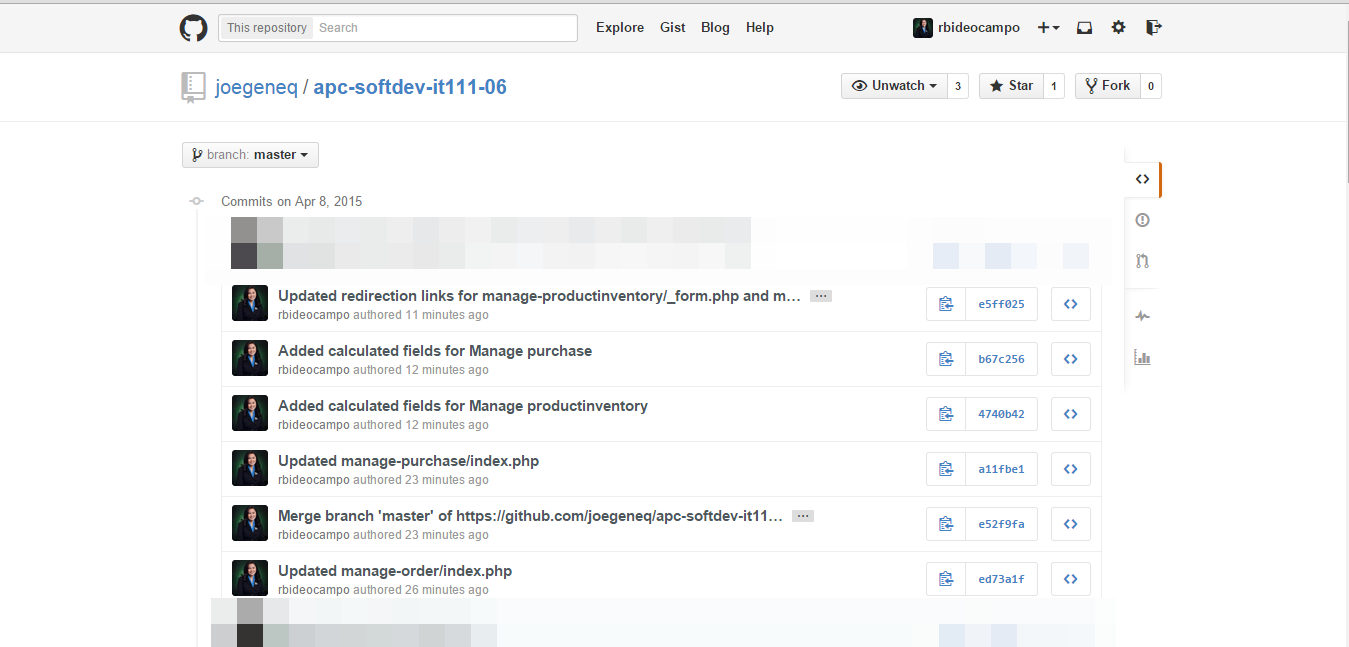 This repository Search Explore Gist Blog Help rbideocampo
joegeneq / apc-softdev-it111-06 Unwatch 3 Star 1 Fork 0
branch: master
Commits on Apr 8, 2015
Updated redirection links for manage-productinventory/_form.php and m… …
rbideocampo authored 11 minutes ago
e5ff025
Added calculated fields for Manage purchase
rbideocampo authored 12 minutes ago
b67c256
Added calculated fields for Manage productinventory
rbideocampo authored 12 minutes ago
4740b42
Updated manage-purchase/index.php
rbideocampo authored 23 minutes ago
a11fbe1
Merge branch 'master' of https://github.com/joegeneq/apc-softdev-it11… …
rbideocampo authored 23 minutes ago
e52f9fa
Updated manage-order/index.php
rbideocampo authored 26 minutes ago
ed73a1f